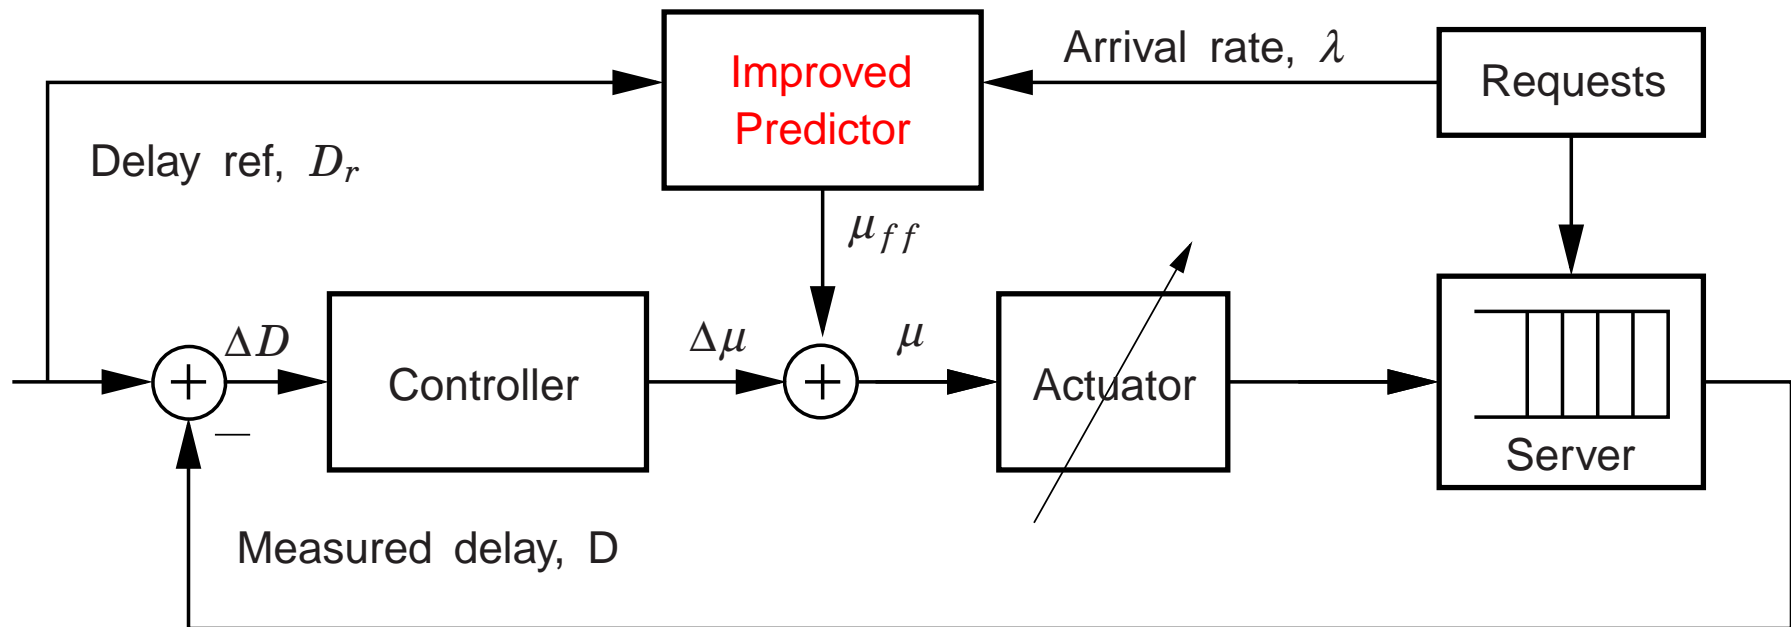 Arrival rate, λ
Improved
Predictor
Requests
Delay ref, D_r
μ_ff
ΔD
Δμ
μ
+
+
Controller
Actuator
−
Server
Measured delay, D